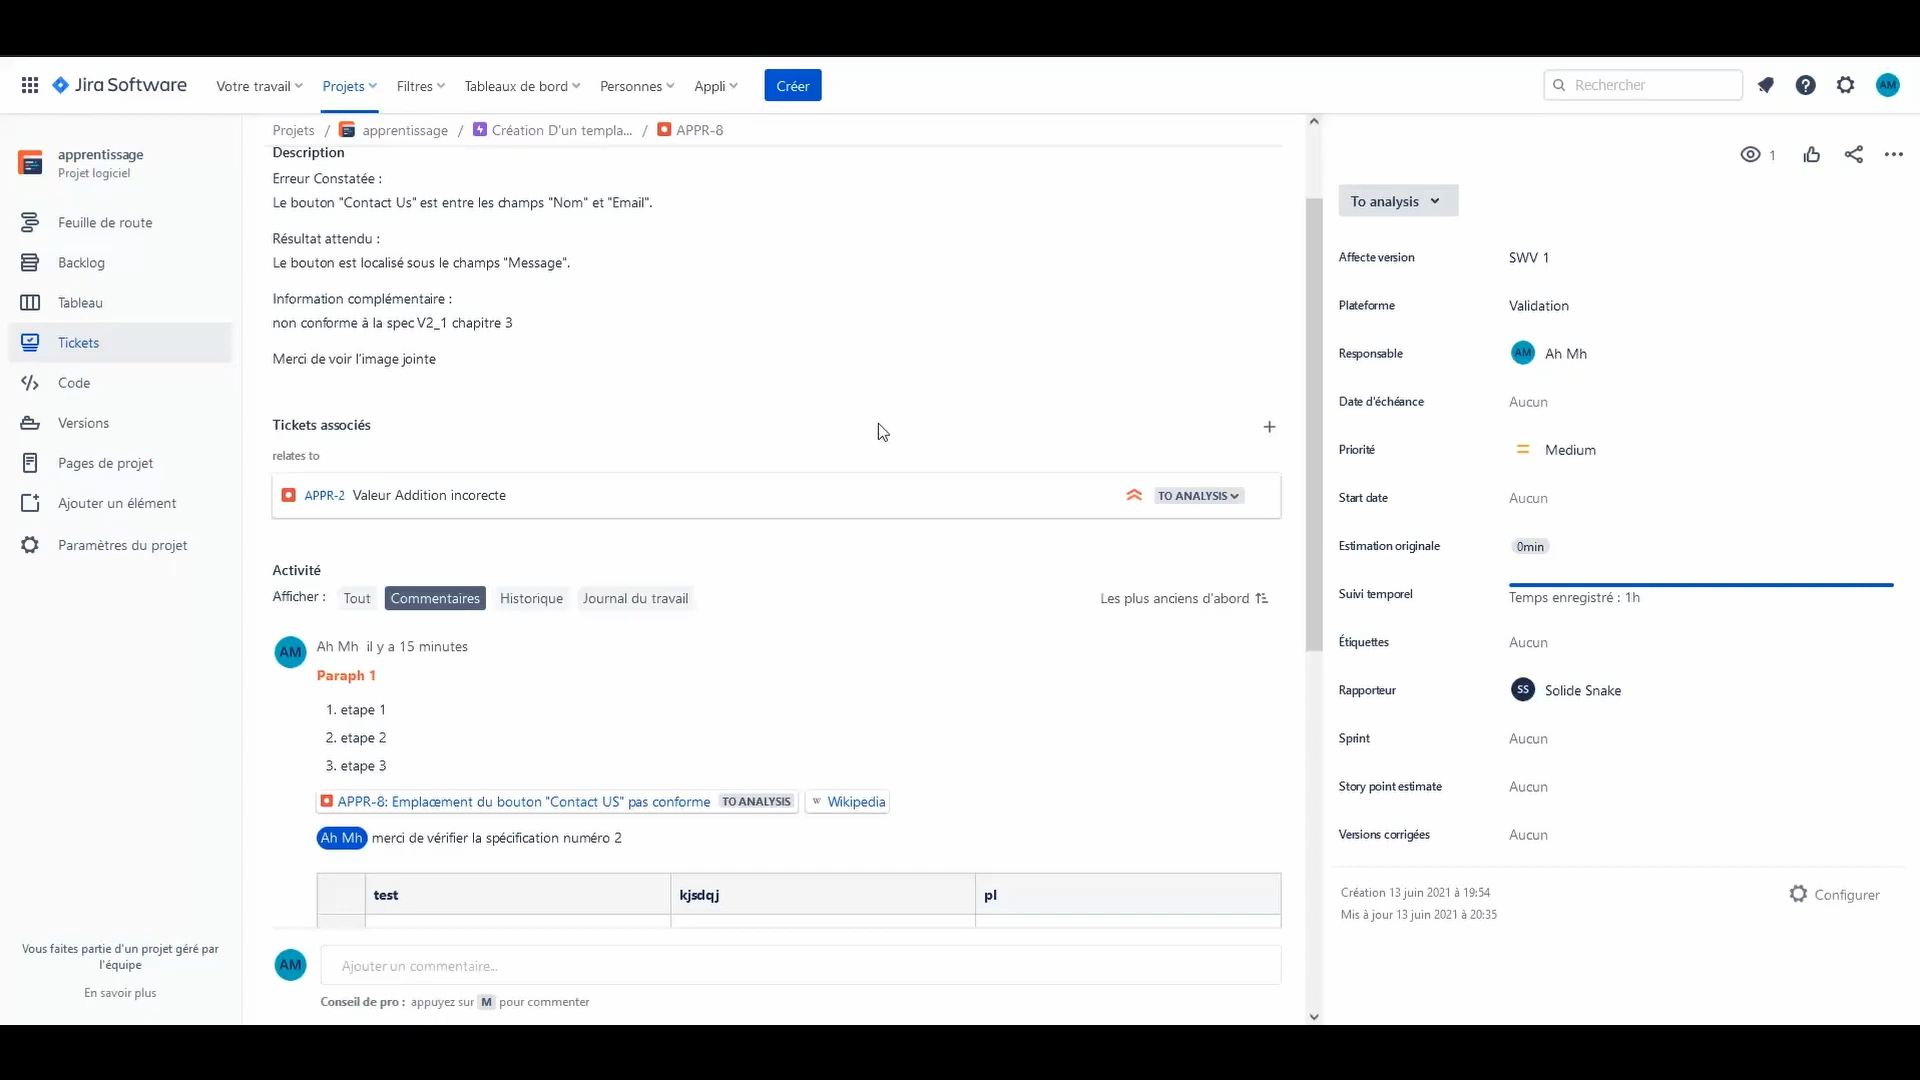 Jira Software Votre travail Projets Filtres Tableaux de bord Personnes Appli Créer Rechercher AM
Projets / apprentissage / Création D'un templa... / APPR-8
apprentissage
Projet logiciel
Feuille de route
Backlog
Tableau
Tickets
Code
Versions
Pages de projet
Ajouter un élément
Paramètres du projet
Vous faites partie d'un projet géré par
l'équipe
En savoir plus
Description
Erreur Constatée :
Le bouton "Contact Us" est entre les champs "Nom" et "Email".
Résultat attendu :
Le bouton est localisé sous le champs "Message".
Information complémentaire :
non conforme à la spec V2_1 chapitre 3
Merci de voir l'image jointe
Tickets associés
relates to
APPR-2 Valeur Addition incorecte TO ANALYSIS
Activité
Afficher : Tout Commentaires Historique Journal du travail Les plus anciens d'abord
AM Ah Mh il y a 15 minutes
Paraph 1
1. etape 1
2. etape 2
3. etape 3
APPR-8: Emplacement du bouton "Contact US" pas conforme TO ANALYSIS W Wikipedia
Ah Mh merci de vérifier la spécification numéro 2
test kjsdqj pl
AM Ajouter un commentaire...
Conseil de pro : appuyez sur M pour commenter
1
To analysis
Affecte version SWV 1
Plateforme Validation
Responsable AM Ah Mh
Date d'échéance Aucun
Priorité Medium
Start date Aucun
Estimation originale 0min
Suivi temporel Temps enregistré : 1h
Étiquettes Aucun
Rapporteur SS Solide Snake
Sprint Aucun
Story point estimate Aucun
Versions corrigées Aucun
Création 13 juin 2021 à 19:54
Mis à jour 13 juin 2021 à 20:35
Configurer